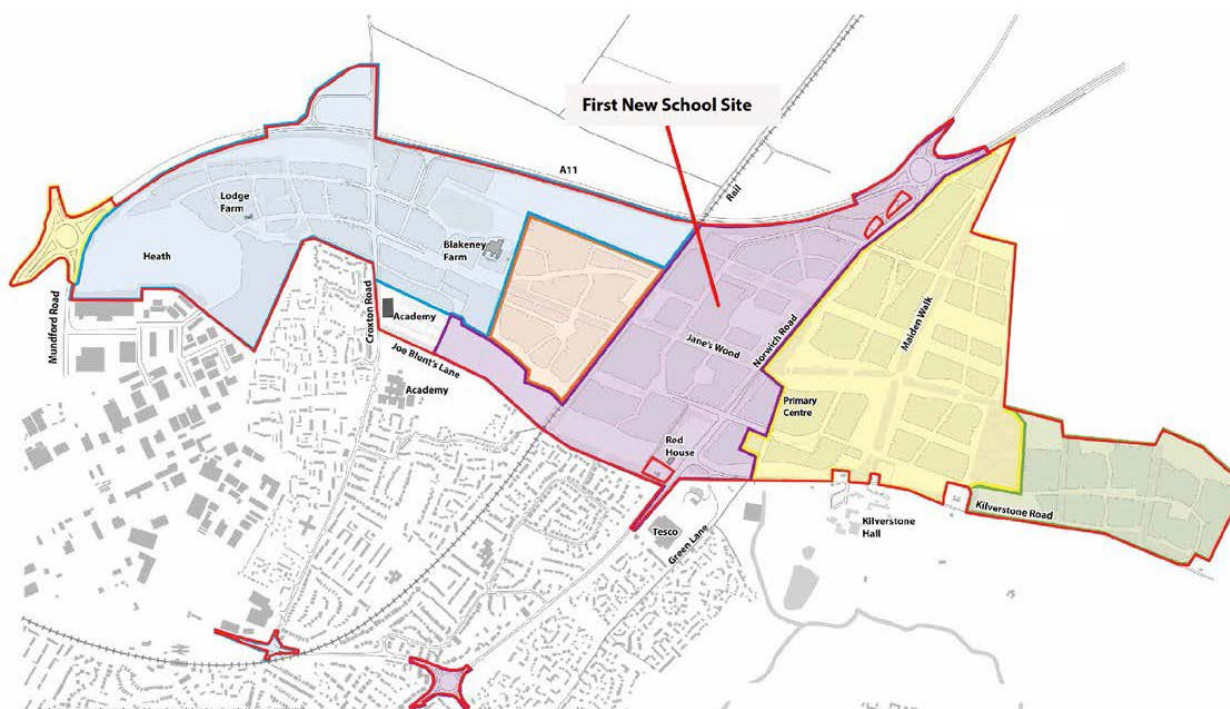 First New School Site
A11
Rail
Lodge
Farm
Blakeney
Farm
Heath
Mundford Road
Croxton Road
Academy
Joe Blunt's Lane
Academy
Jane's Wood
Norwich Road
Maiden Walk
Primary
Centre
Red
House
Tesco
Green Lane
Kilverstone
Hall
Kilverstone Road